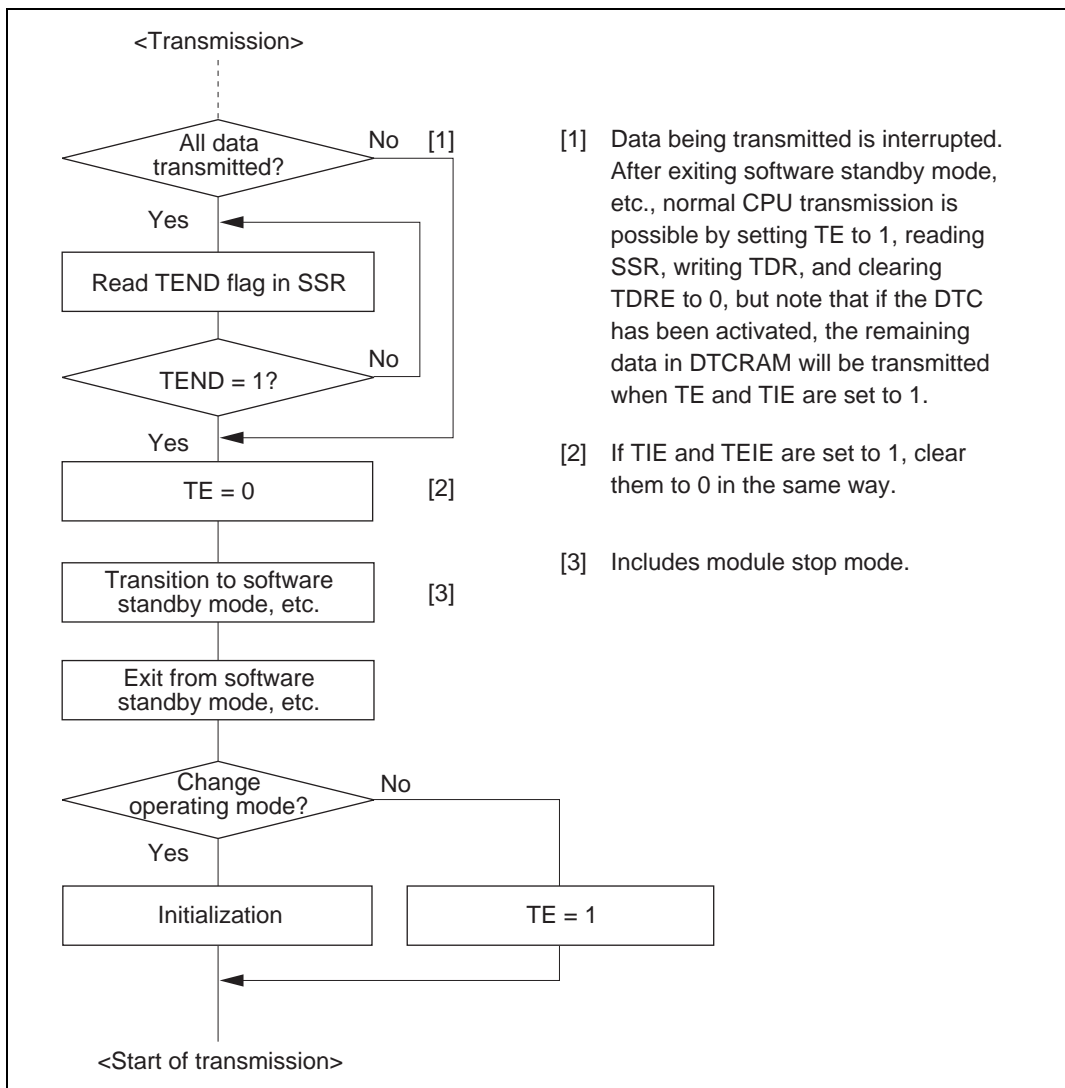 <Transmission>
All data
transmitted?
No
[1]
Yes
Read TEND flag in SSR
TEND = 1?
No
Yes
TE = 0
[2]
Transition to software
standby mode, etc.
[3]
Exit from software
standby mode, etc.
Change
operating mode?
No
Yes
Initialization
TE = 1
<Start of transmission>
[1] Data being transmitted is interrupted.
After exiting software standby mode,
etc., normal CPU transmission is
possible by setting TE to 1, reading
SSR, writing TDR, and clearing
TDRE to 0, but note that if the DTC
has been activated, the remaining
data in DTCRAM will be transmitted
when TE and TIE are set to 1.
[2] If TIE and TEIE are set to 1, clear
them to 0 in the same way.
[3] Includes module stop mode.